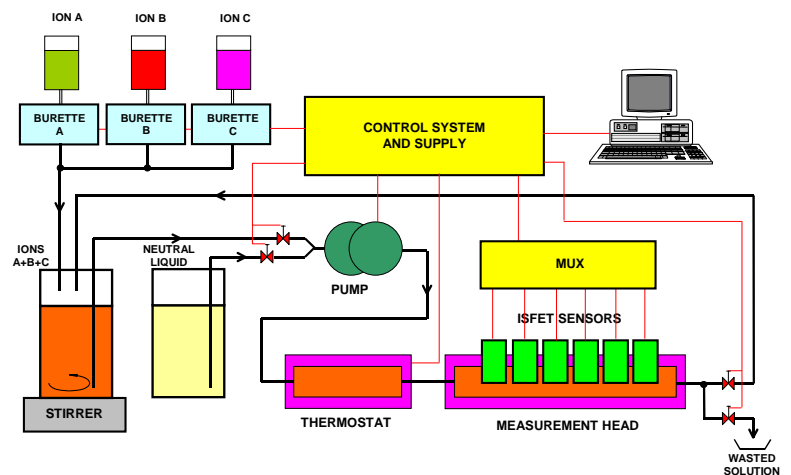 ION A
ION B
ION C
BURETTE
A
BURETTE
B
BURETTE
C
CONTROL SYSTEM
AND SUPPLY
IONS
A+B+C
NEUTRAL
LIQUID
PUMP
MUX
ISFET SENSORS
STIRRER
THERMOSTAT
MEASUREMENT HEAD
WASTED
SOLUTION